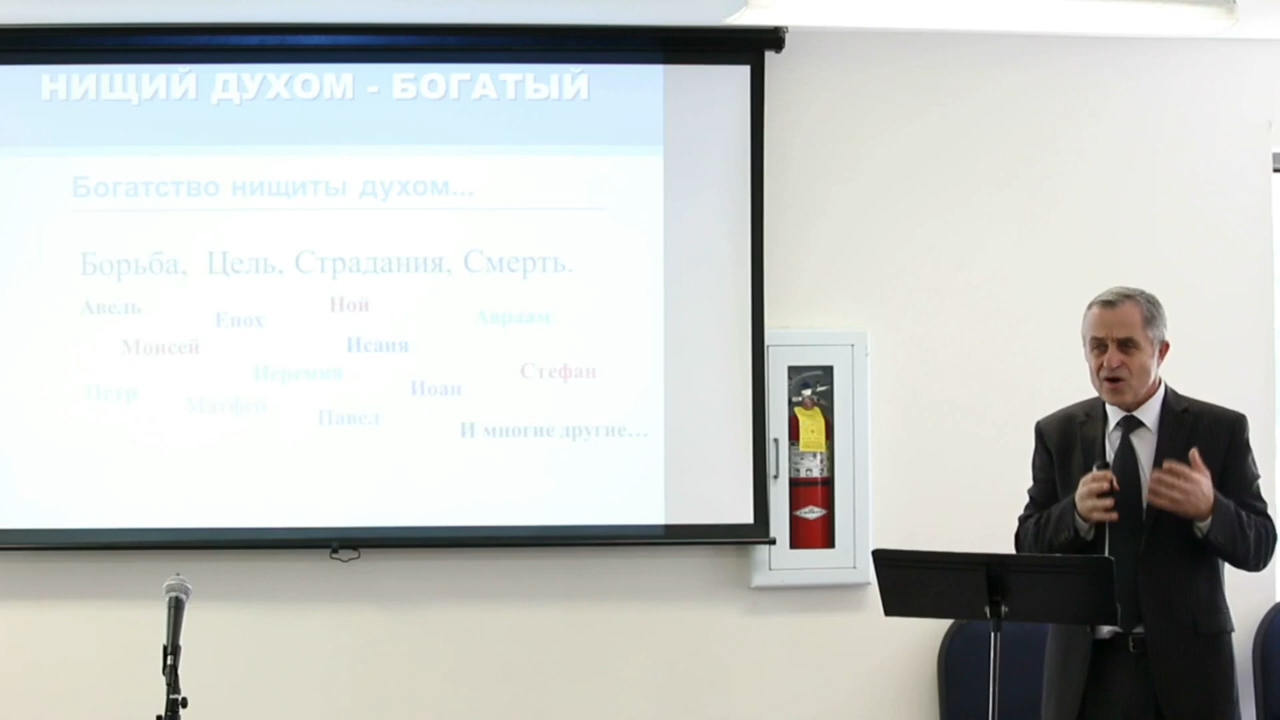 НИЩИЙ ДУХОМ - БОГАТЫЙ
Богатство нищиты духом...
Борьба, Цель, Страдания, Смерть.
Авель Енох Ной Авраам
Моисей Исаия
Иеремия Стефан
Петр Матфей Иоан
Павел И многие другие...